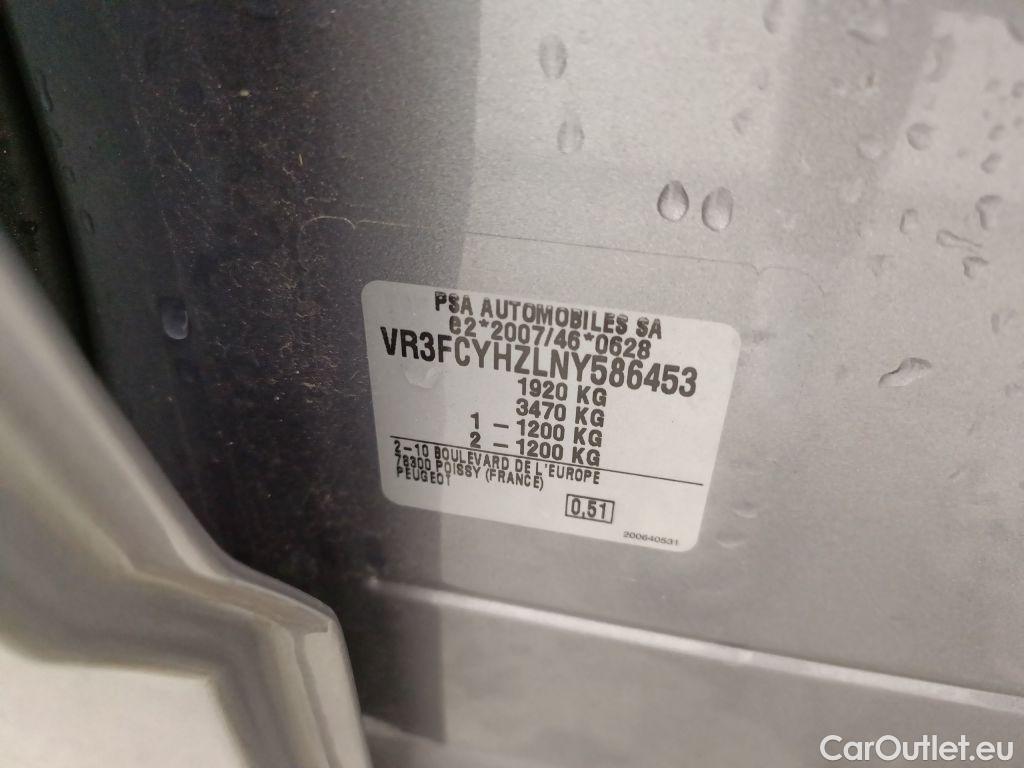 PSA AUTOMOBILES SA
e2*2007/46*0628
VR3FCYHZLNY586453
1920 KG
3470 KG
1 - 1200 KG
2 - 1200 KG
2-10 BOULEVARD DE L'EUROPE
78300 POISSY (FRANCE)
PEUGEOT
0,51
200640531
CarOutlet.eu